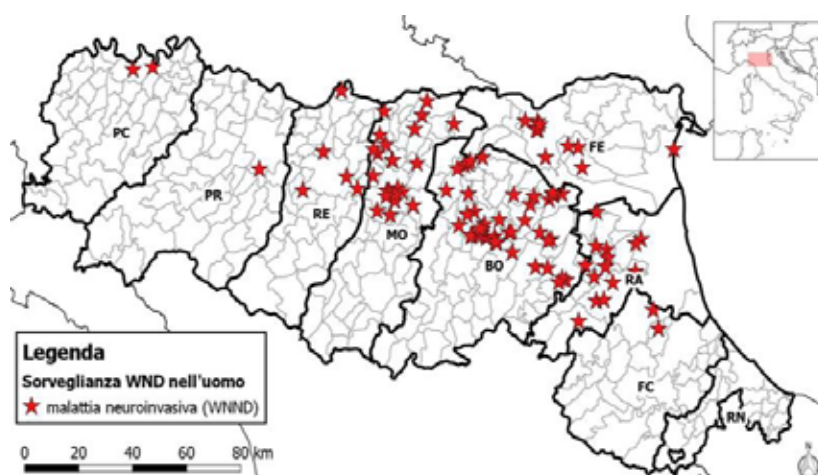 PC
PR
RE
MO
BO
FE
RA
FC
RN
Legenda
Sorveglianza WND nell'uomo
malattia neuroinvasiva (WNND)
0 20 40 60 80 km
N